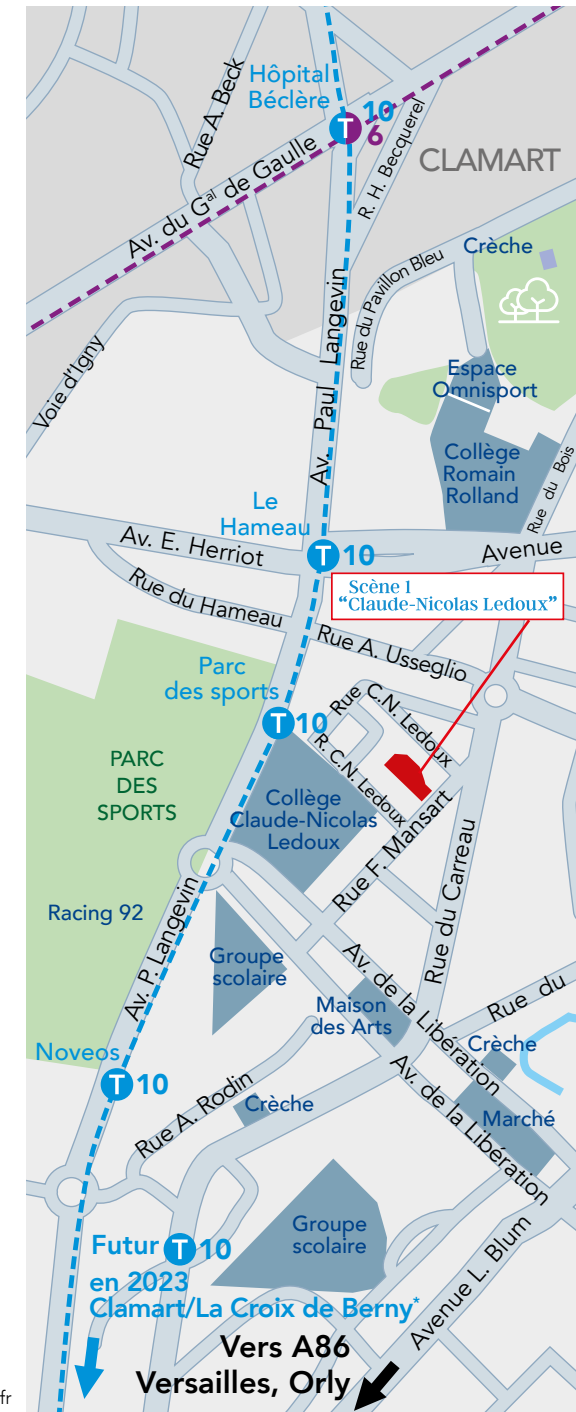 Hôpital
Béclère
T 10
6
Rue A. Beck
Av. du Gal de Gaulle
R. H. Becquerel
CLAMART
Crèche
Rue du Pavillon Bleu
Av. Paul Langevin
Voie d'Igny
Espace
Omnisport
Collège
Romain
Rolland
Rue du Bois
Le
Hameau
T 10
Av. E. Herriot
Avenue
Rue du Hameau
Scène 1
“Claude-Nicolas Ledoux”
Rue A. Usseglio
Parc
des sports
T 10
Rue C.N. Ledoux
R. C.N. Ledoux
PARC
DES
SPORTS
Collège
Claude-Nicolas
Ledoux
Rue F. Mansart
Rue du Carreau
Racing 92
Av. P. Langevin
Groupe
scolaire
Av. de la Libération
Maison
des Arts
Rue du
Crèche
Noveos
T 10
Rue A. Rodin
Crèche
Av. de la Libération
Marché
Groupe
scolaire
Avenue L. Blum
Futur T 10
en 2023
Clamart/La Croix de Berny*
Vers A86
Versailles, Orly
fr